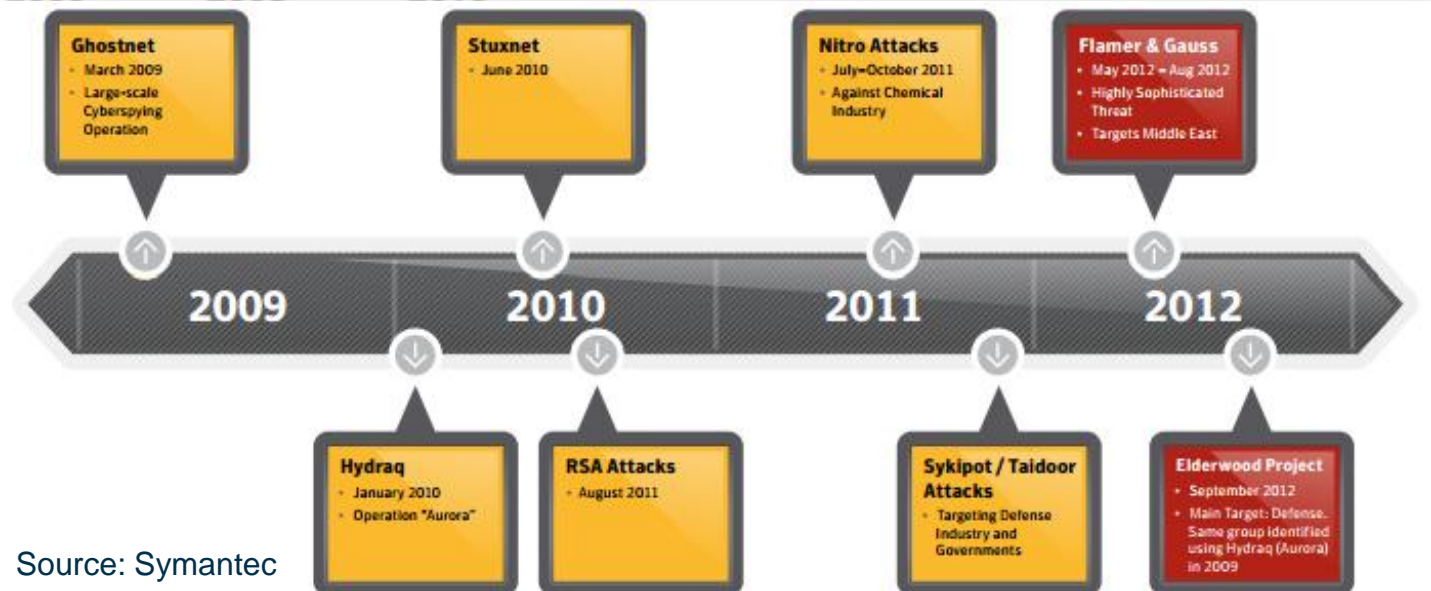 Ghostnet
• March 2009
• Large-scale
Cyberspying
Operation
Stuxnet
• June 2010
Nitro Attacks
• July–October 2011
• Against Chemical
Industry
Flamer & Gauss
• May 2012 – Aug 2012
• Highly Sophisticated
Threat
• Targets Middle East
2009
2010
2011
2012
Hydraq
• January 2010
• Operation "Aurora"
RSA Attacks
• August 2011
Sykipot / Taidoor
Attacks
• Targeting Defense
Industry and
Governments
Elderwood Project
• September 2012
• Main Target: Defense.
Same group identified
using Hydraq (Aurora)
in 2009
Source: Symantec